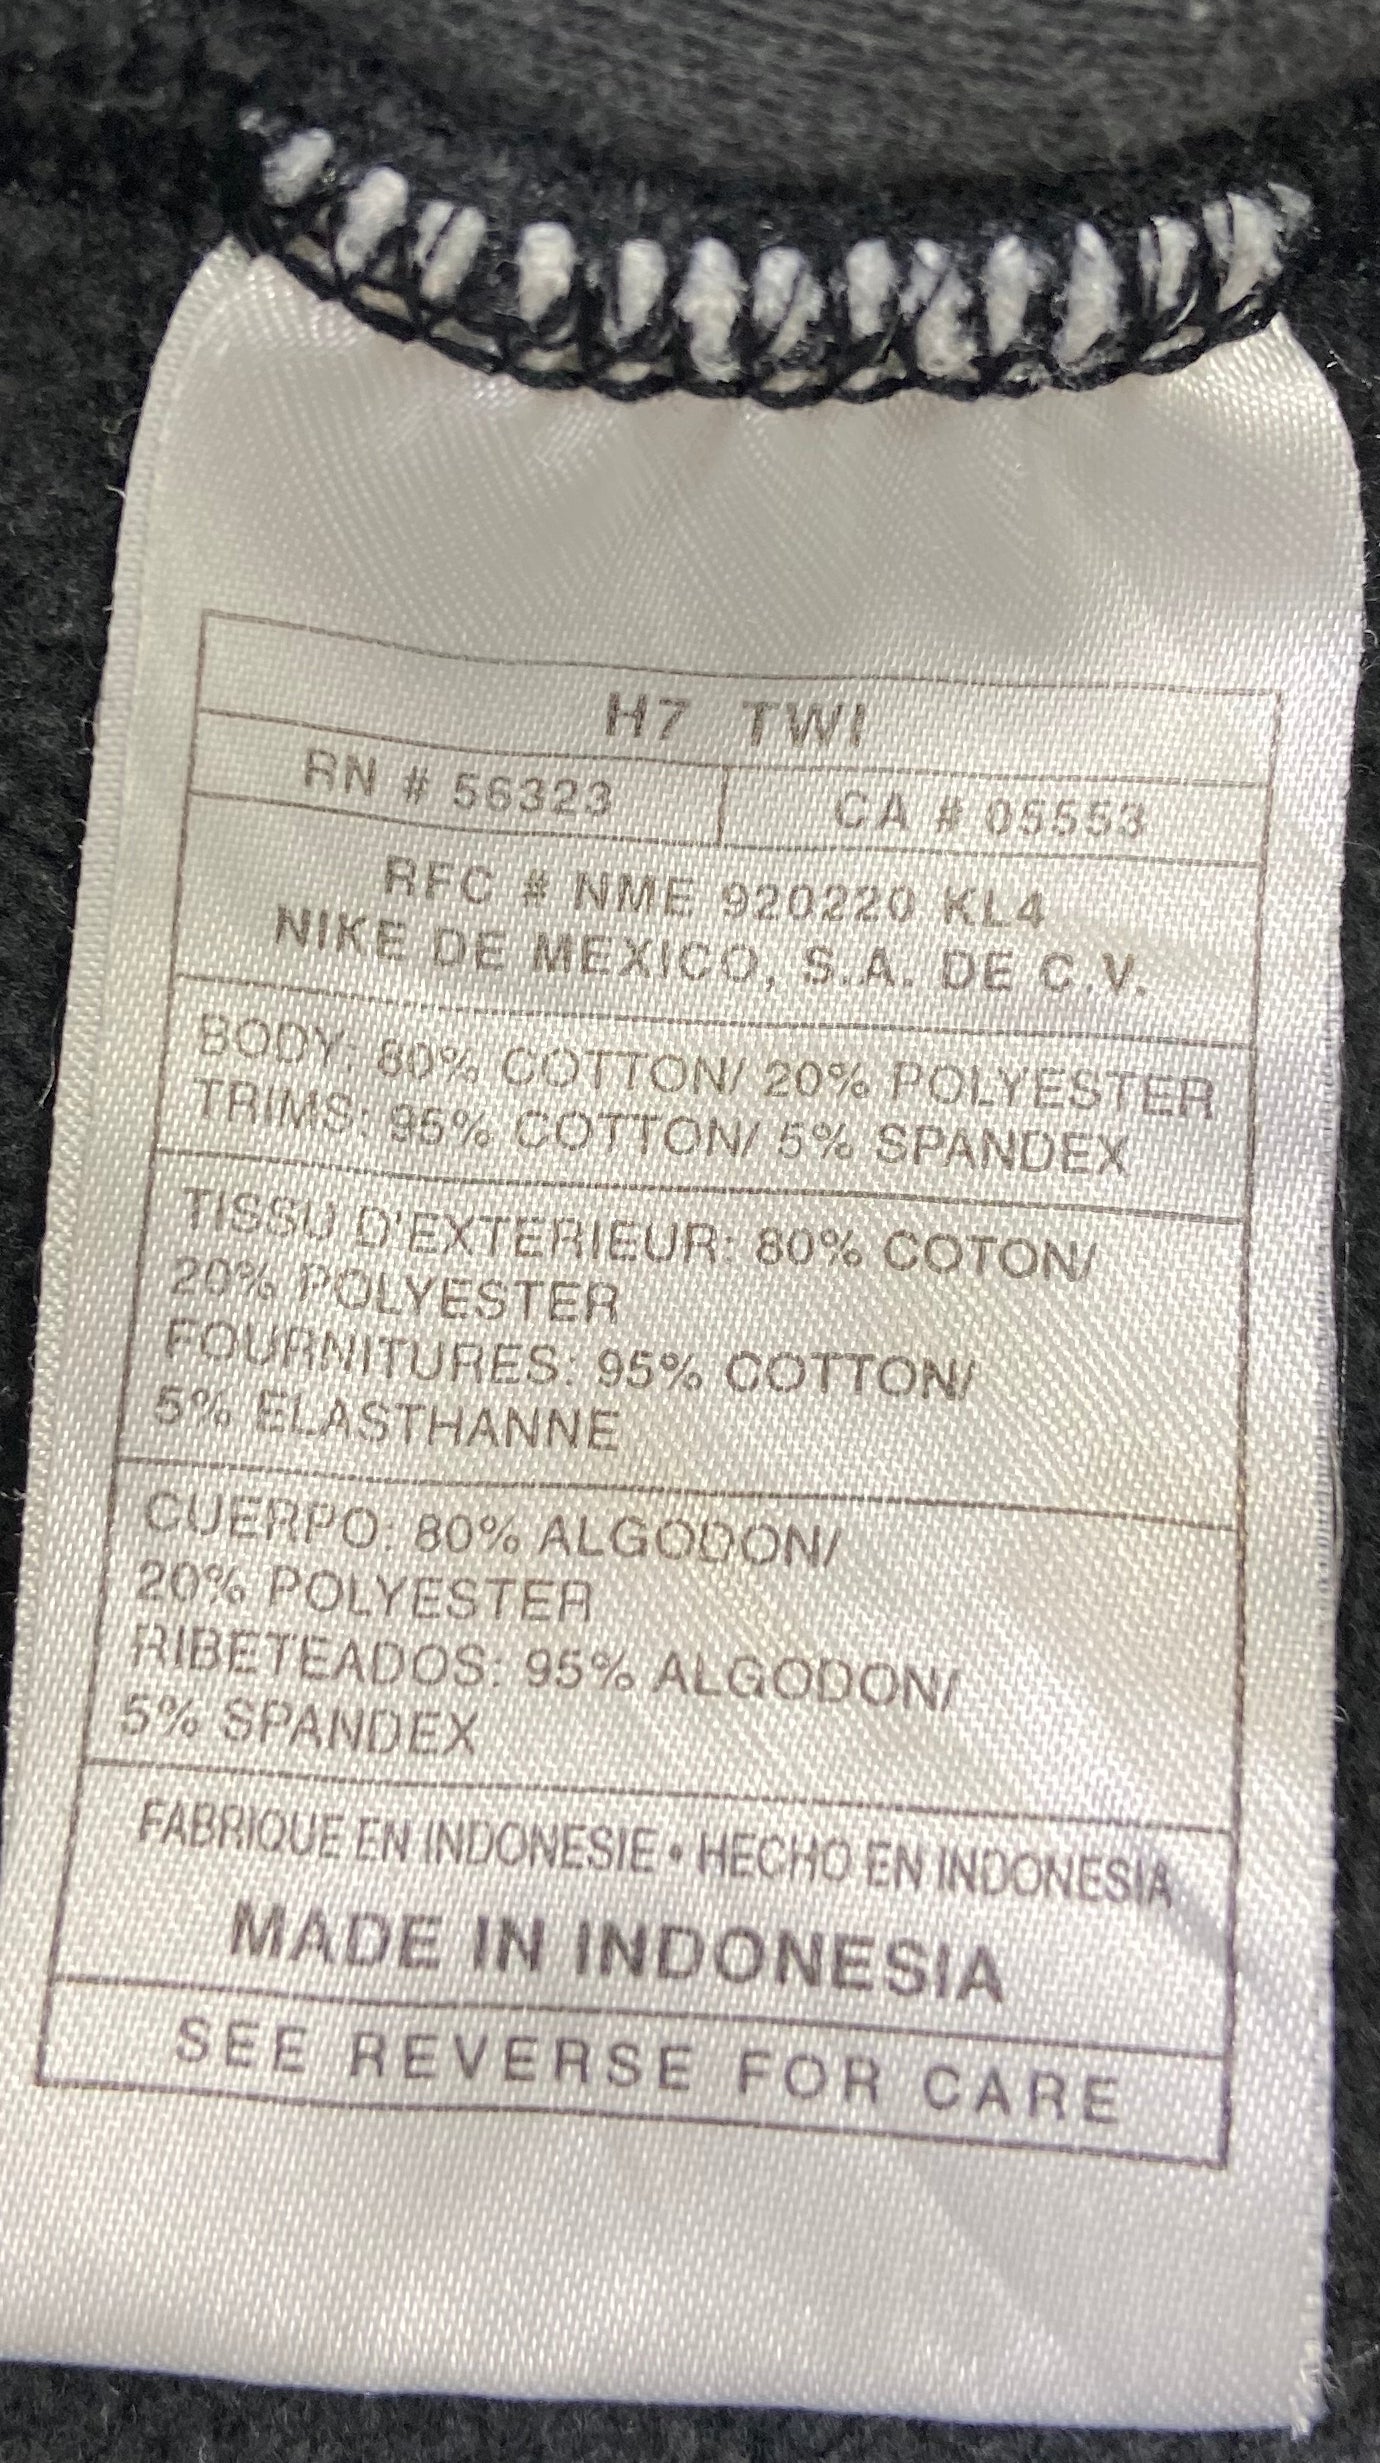 H7 TWI
RN # 56323 CA # 05553
RFC # NME 920220 KL4
NIKE DE MEXICO, S.A. DE C.V.
BODY: 80% COTTON/ 20% POLYESTER
TRIMS: 95% COTTON/ 5% SPANDEX
TISSU D'EXTERIEUR: 80% COTON/
20% POLYESTER
FOURNITURES: 95% COTTON/
5% ELASTHANNE
CUERPO: 80% ALGODON/
20% POLYESTER
RIBETEADOS: 95% ALGODON/
5% SPANDEX
FABRIQUE EN INDONESIE • HECHO EN INDONESIA
MADE IN INDONESIA
SEE REVERSE FOR CARE